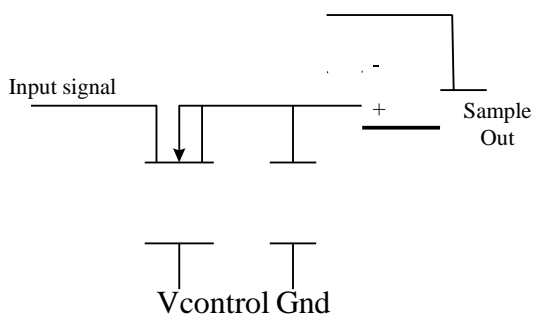 -
Input signal
+
Sample
Out
Vcontrol Gnd